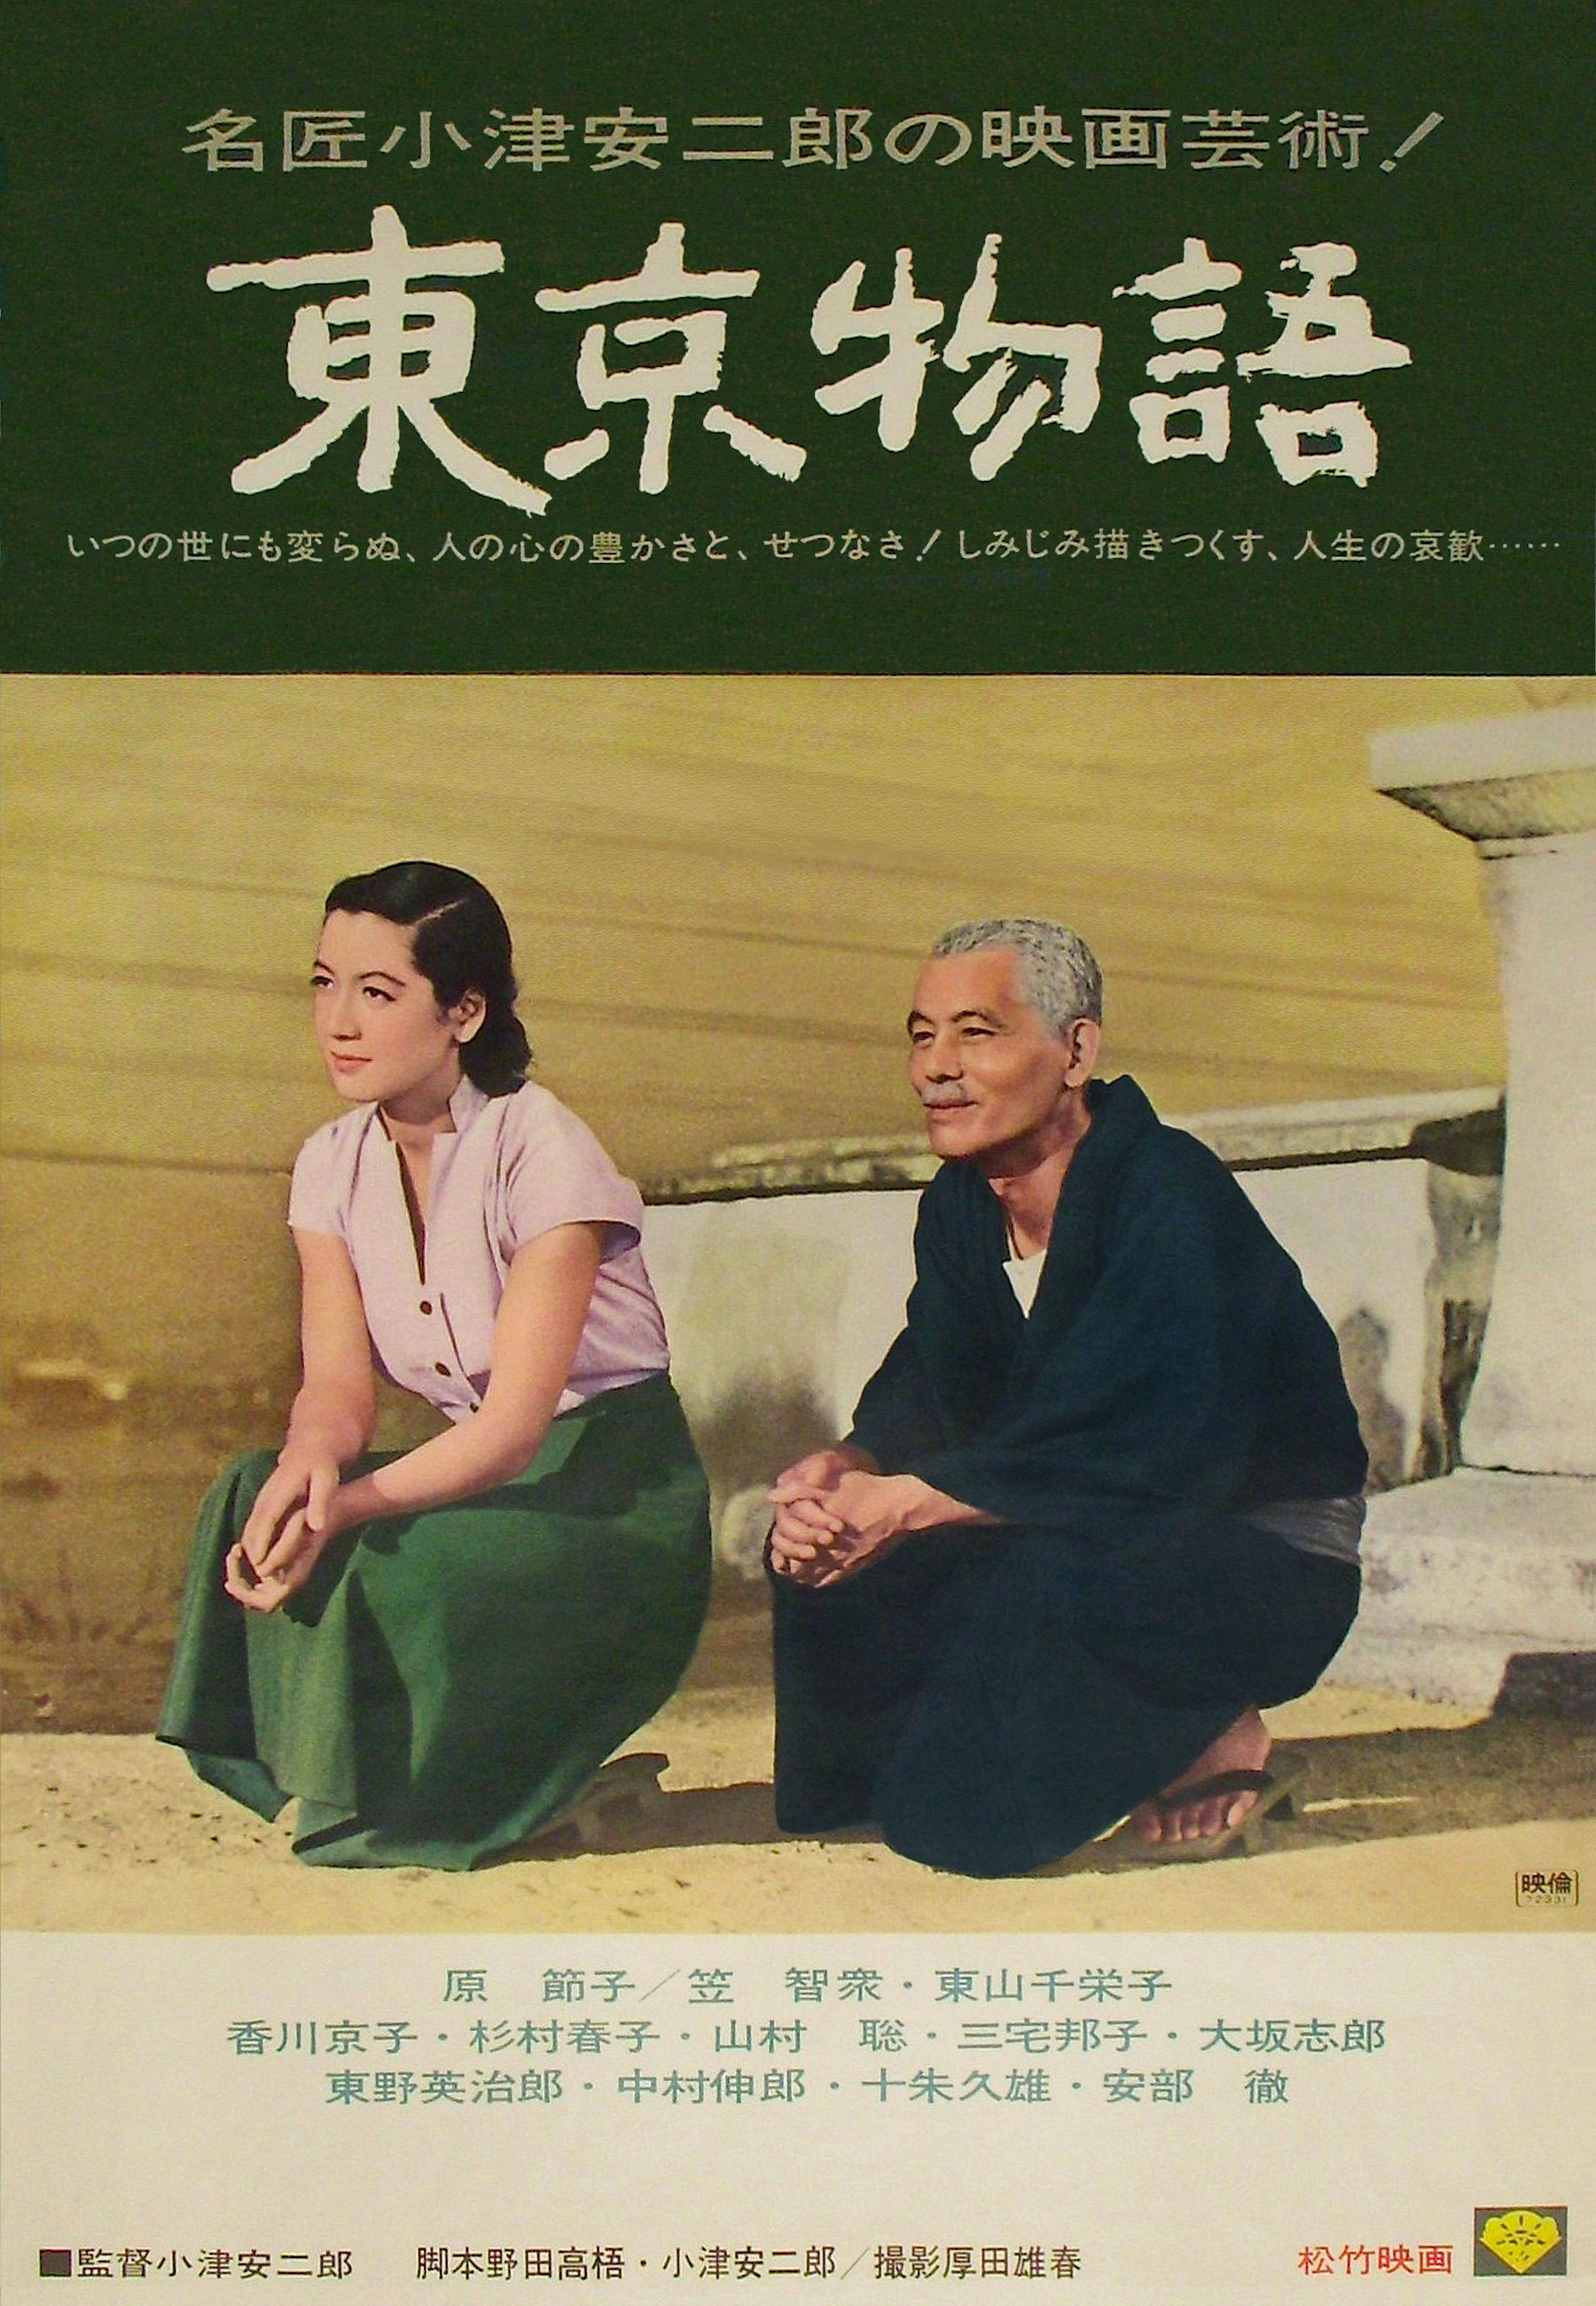 名匠小津安二郎の映画芸術！
東京物語
いつの世にも変らぬ、人の心の豊かさと、せつなさ！しみじみ描きつくす、人生の哀歓……
映倫
原 節子／笠 智衆・東山千栄子
香川京子・杉村春子・山村 聡・三宅邦子・大坂志郎
東野英治郎・中村伸郎・十朱久雄・安部 徹
■監督小津安二郎 脚本野田高梧・小津安二郎／撮影厚田雄春
松竹映画